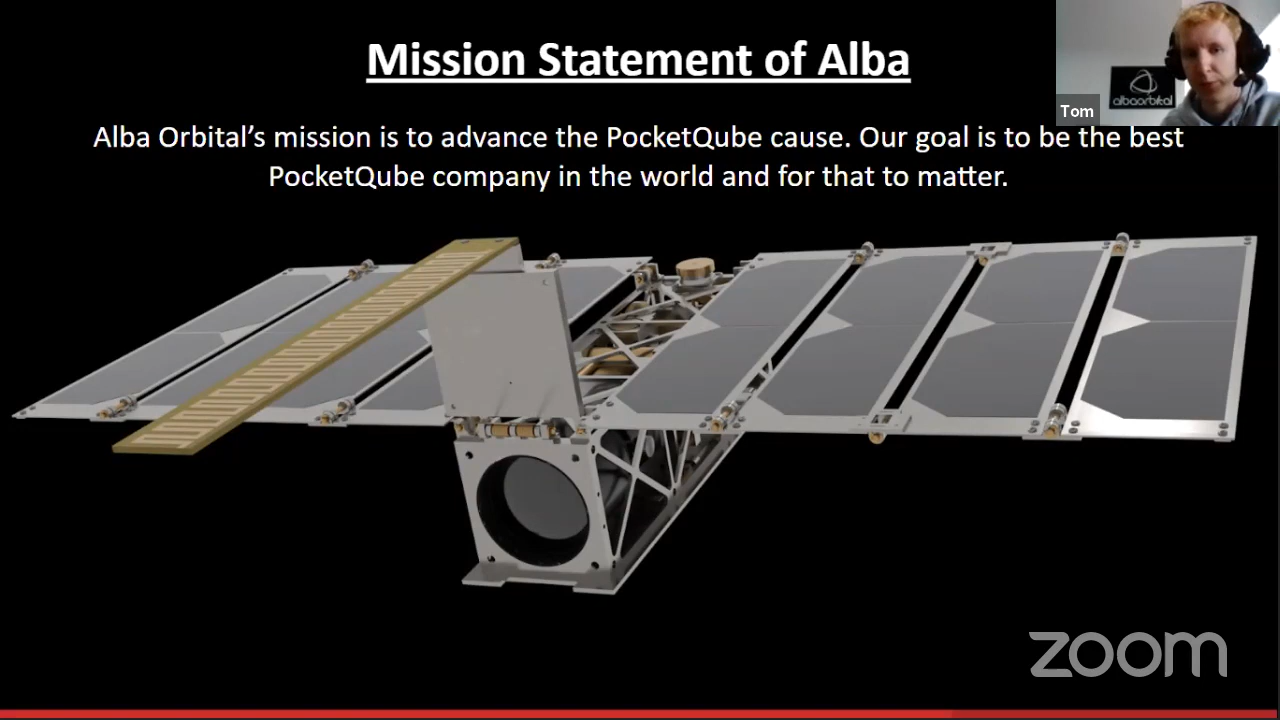 Mission Statement of Alba
albaorbital
Tom
Alba Orbital's mission is to advance the PocketQube cause. Our goal is to be the best
PocketQube company in the world and for that to matter.
zoom